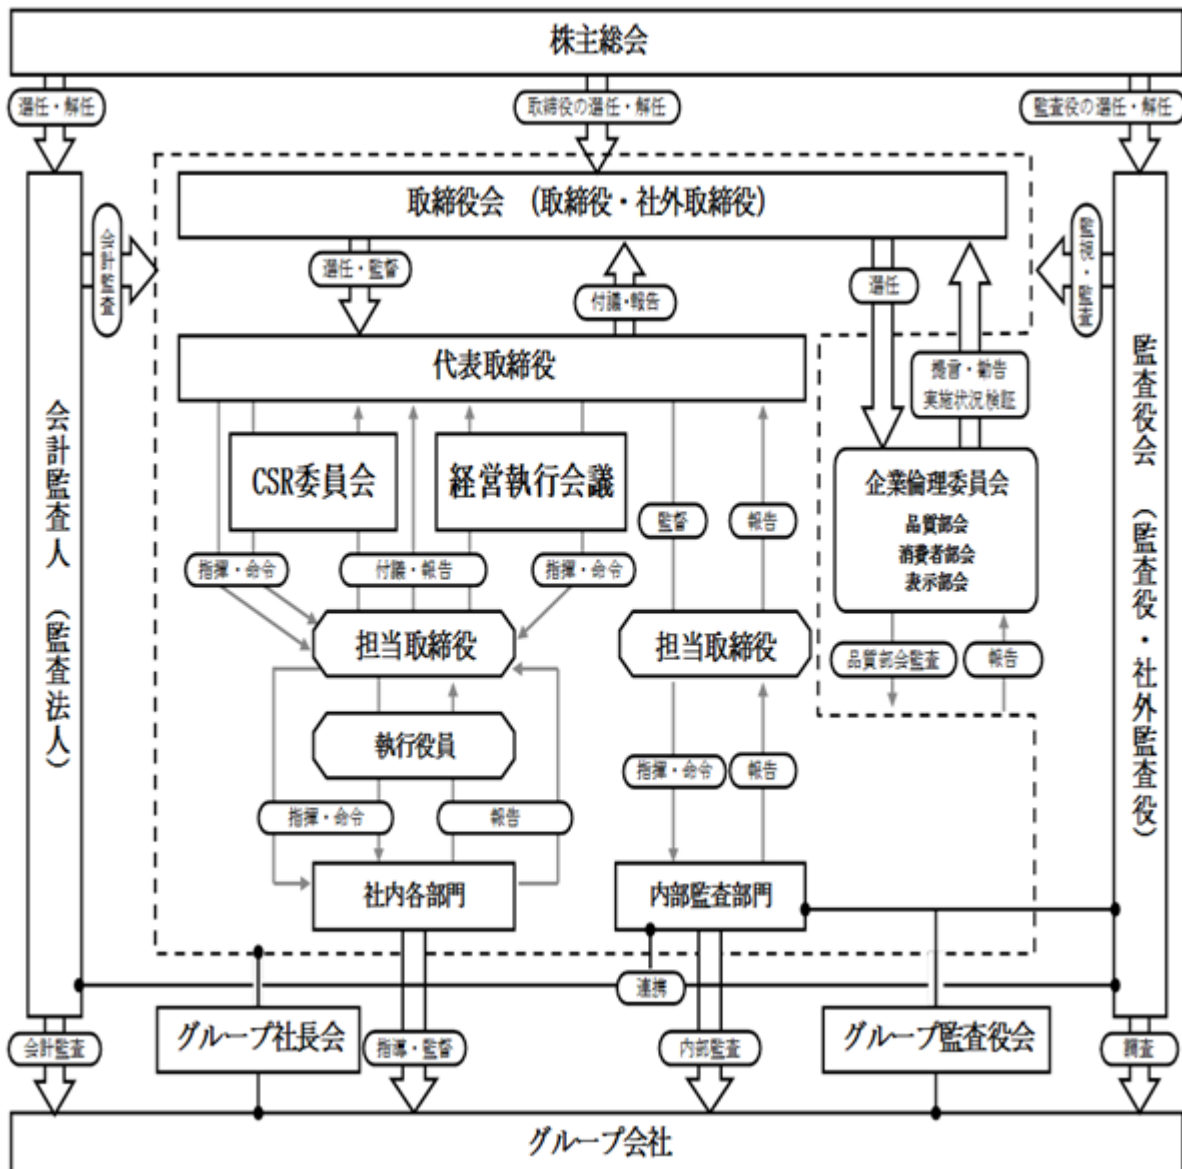 株主総会
選任・解任
取締役の選任・解任
監査役の選任・解任
取締役会 (取締役・社外取締役)
会計監査
監視・監査
選任・監督
付議・報告
選任
代表取締役
提言・勧告
実施状況検証
会計監査人 (監査法人)
監査役会 (監査役・社外監査役)
CSR委員会
経営執行会議
企業倫理委員会
品質部会
消費者部会
表示部会
監督
報告
指揮・命令
付議・報告
指揮・命令
担当取締役
担当取締役
品質部会監査
報告
執行役員
指揮・命令
報告
指揮・命令
報告
社内各部門
内部監査部門
連携
グループ社長会
グループ監査役会
会計監査
指導・監督
内部監査
調査
グループ会社